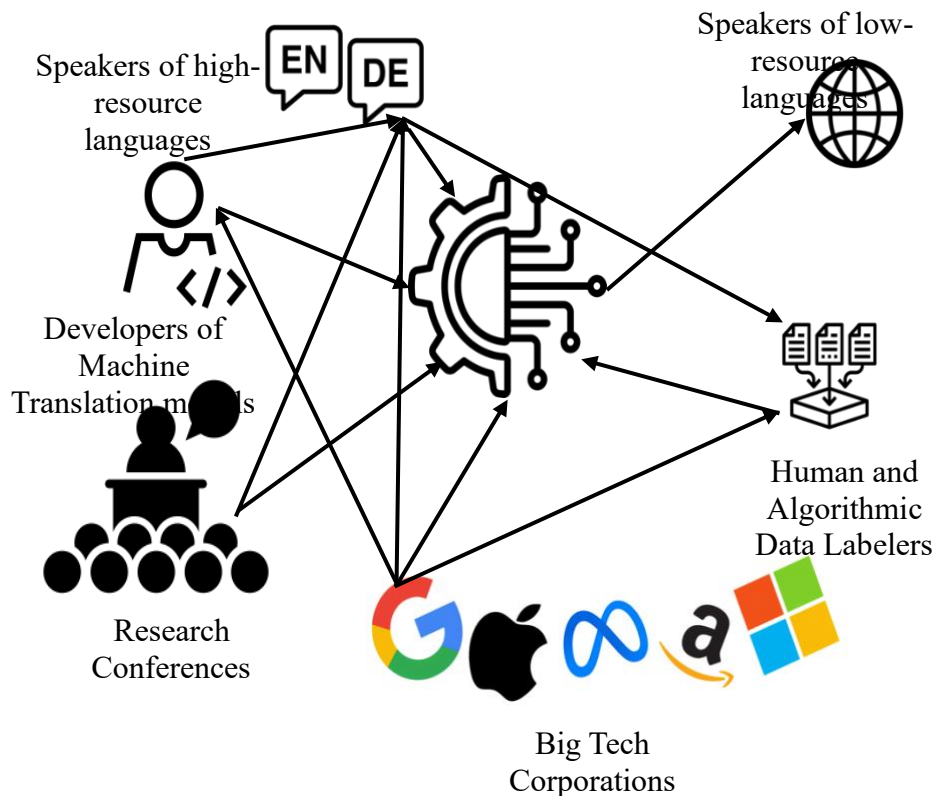 Speakers of high-
resource
languages
EN
DE
Speakers of low-
resource
languages
</>
Developers of
Machine
Translation models
Human and
Algorithmic
Data Labelers
Research
Conferences
a
Big Tech
Corporations